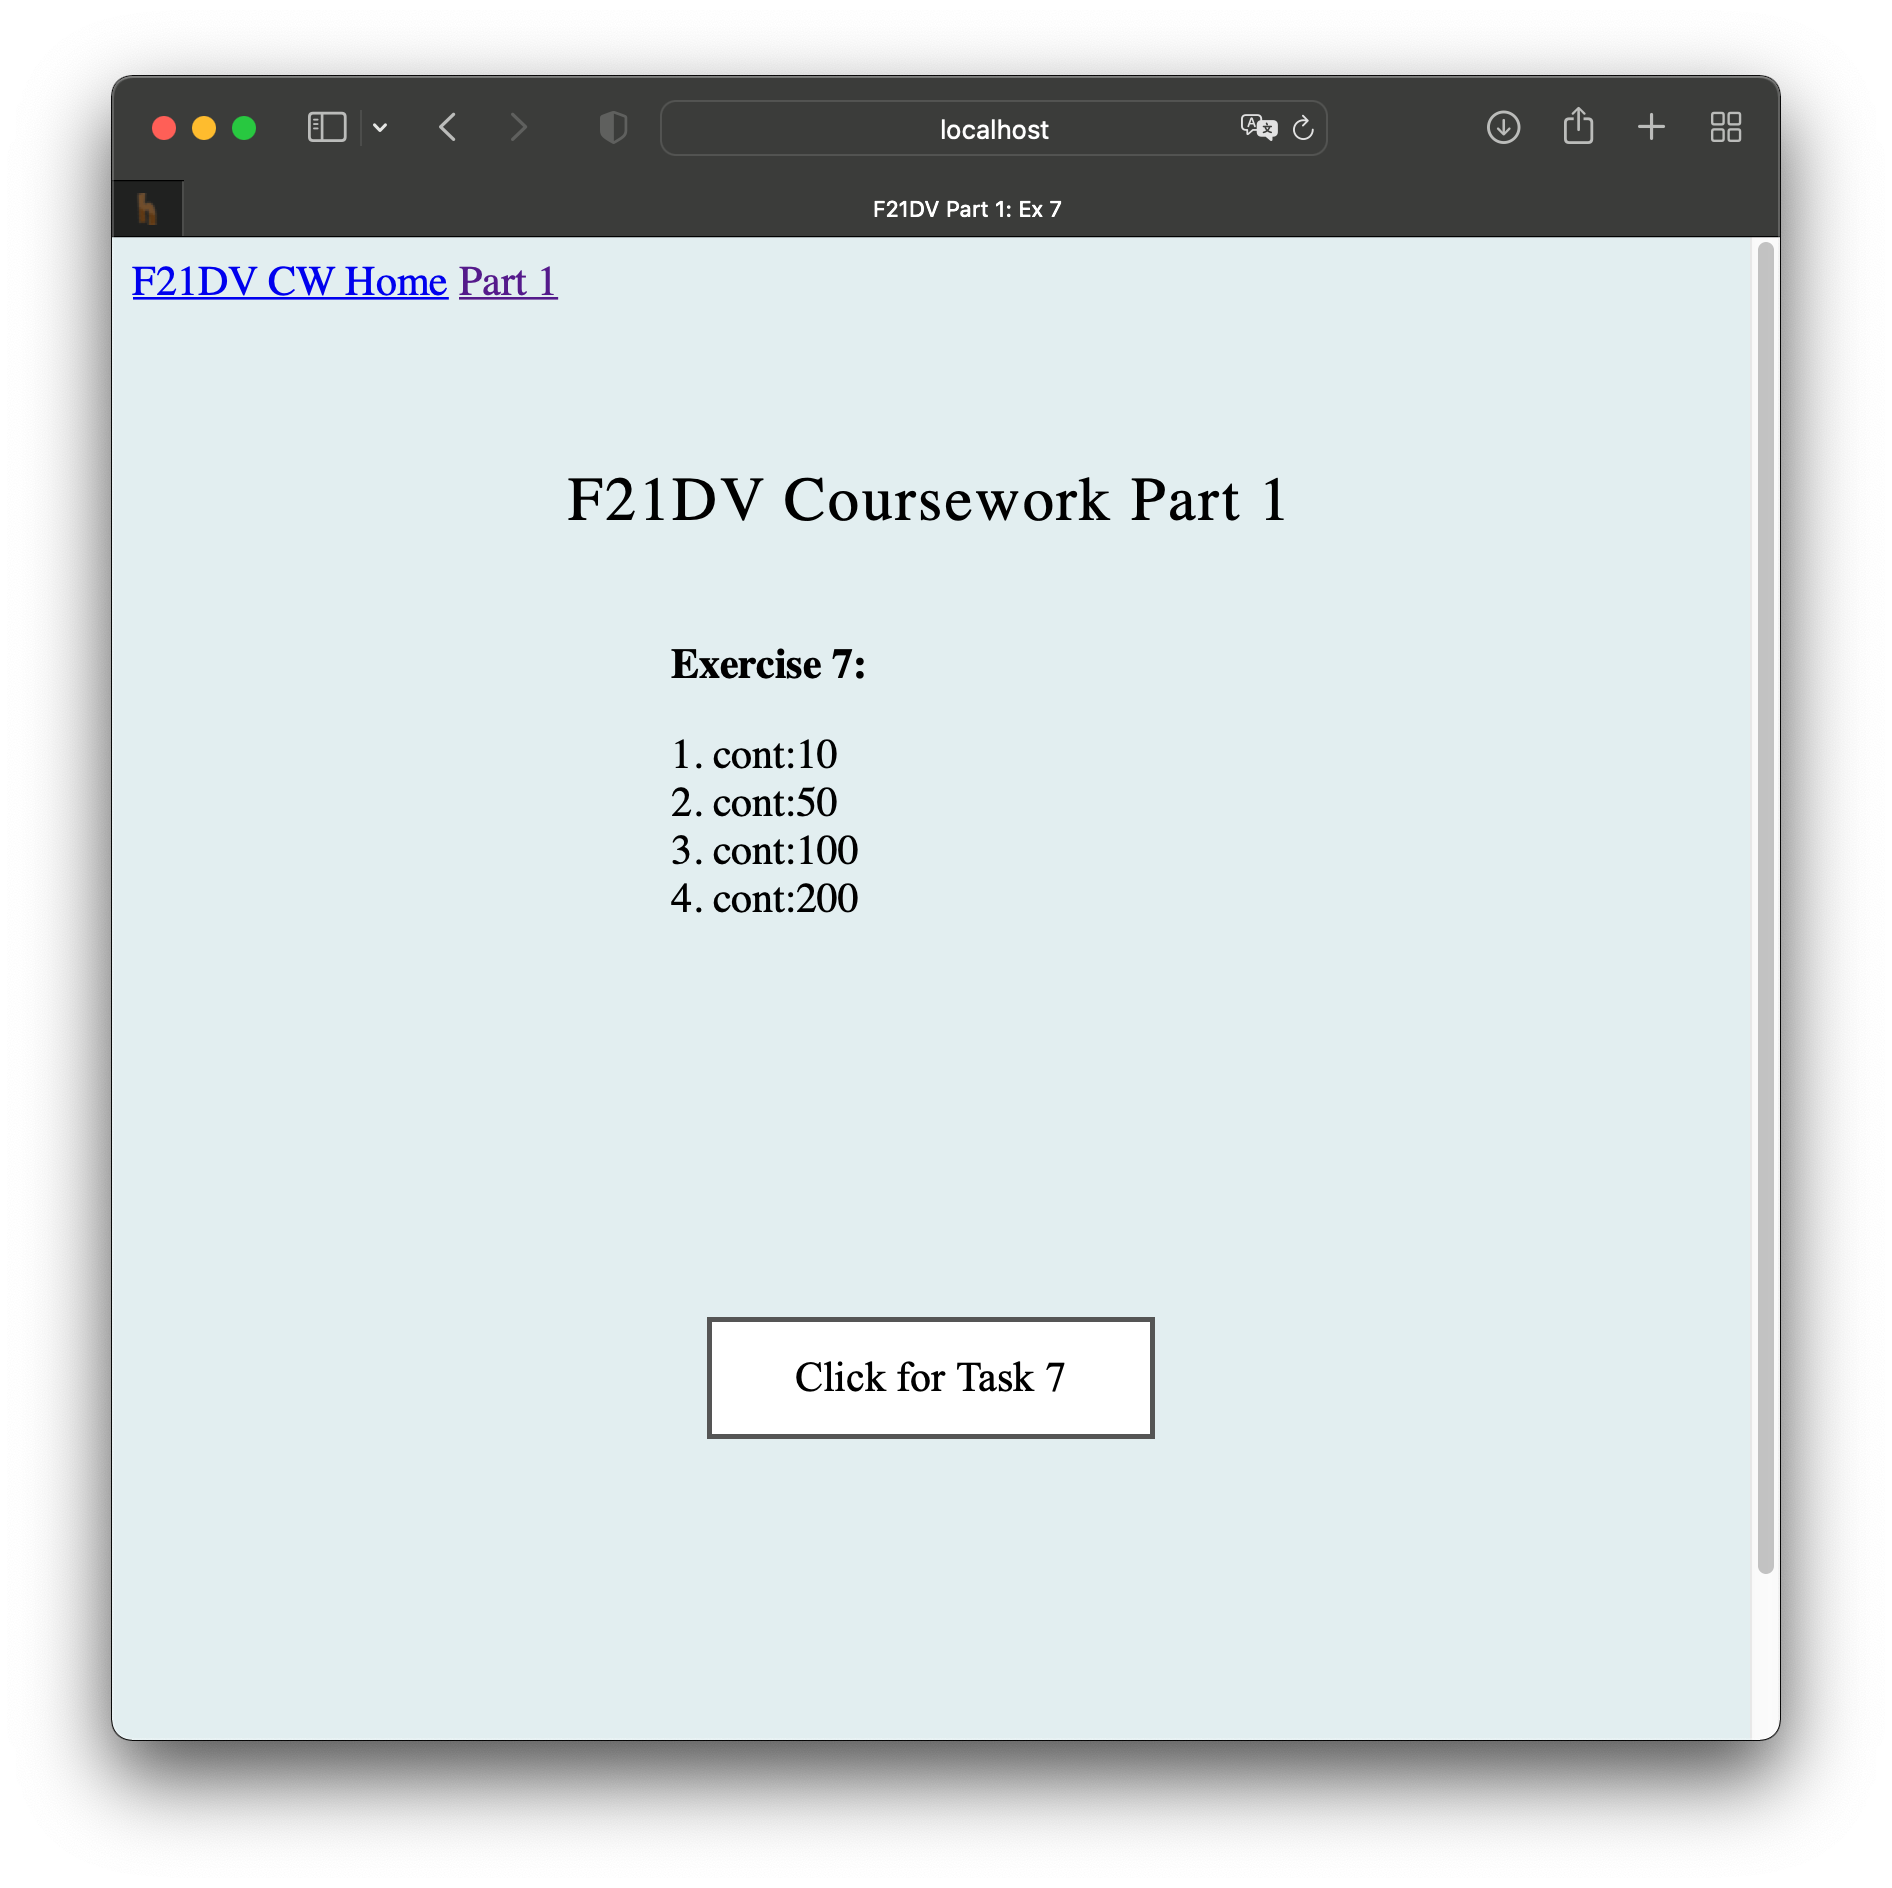 localhost
F21DV Part 1: Ex 7
F21DV CW Home Part 1
F21DV Coursework Part 1
Exercise 7:
1. cont:10
2. cont:50
3. cont:100
4. cont:200
Click for Task 7